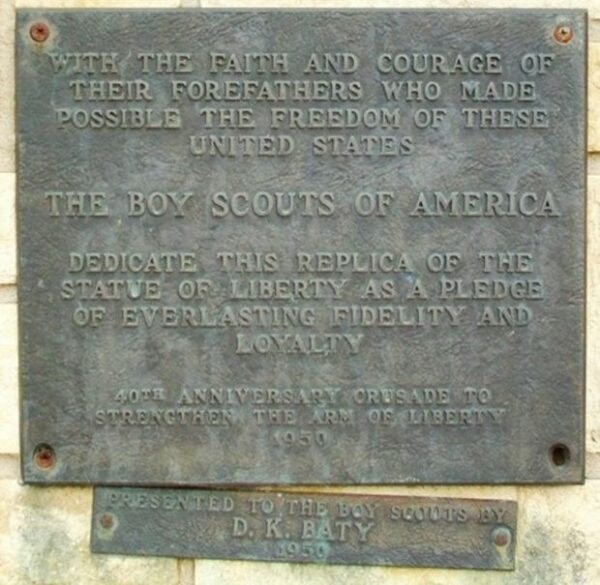 WITH THE FAITH AND COURAGE OF
THEIR FOREFATHERS WHO MADE
POSSIBLE THE FREEDOM OF THESE
UNITED STATES
THE BOY SCOUTS OF AMERICA
DEDICATE THIS REPLICA OF THE
STATUE OF LIBERTY AS A PLEDGE
OF EVERLASTING FIDELITY AND
LOYALTY
40TH ANNIVERSARY CRUSADE TO
STRENGTHEN THE ARM OF LIBERTY
1950
PRESENTED TO THE BOY SCOUTS BY
D. K. BATY
1950